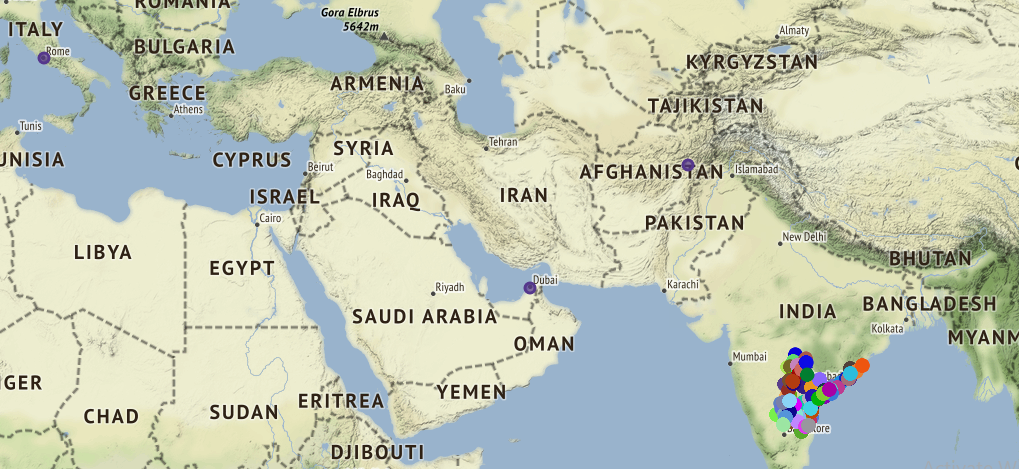 ROMANIA
Gora Elbrus
5642m
ITALY
Rome
BULGARIA
Almaty
KYRGYZSTAN
ARMENIA
Baku
GREECE
Athens
TAJIKISTAN
Tunis
Tehran
UNISIA
CYPRUS
SYRIA
Beirut
Baghdad
AFGHANISTAN
Islamabad
ISRAEL
IRAQ
IRAN
Cairo
PAKISTAN
New Delhi
LIBYA
EGYPT
BHUTAN
Dubai
Riyadh
Karachi
SAUDI ARABIA
INDIA
BANGLADESH
Kolkata
OMAN
MYANM
Mumbai
GER
YEMEN
CHAD
SUDAN
ERITREA
DJIBOUTI